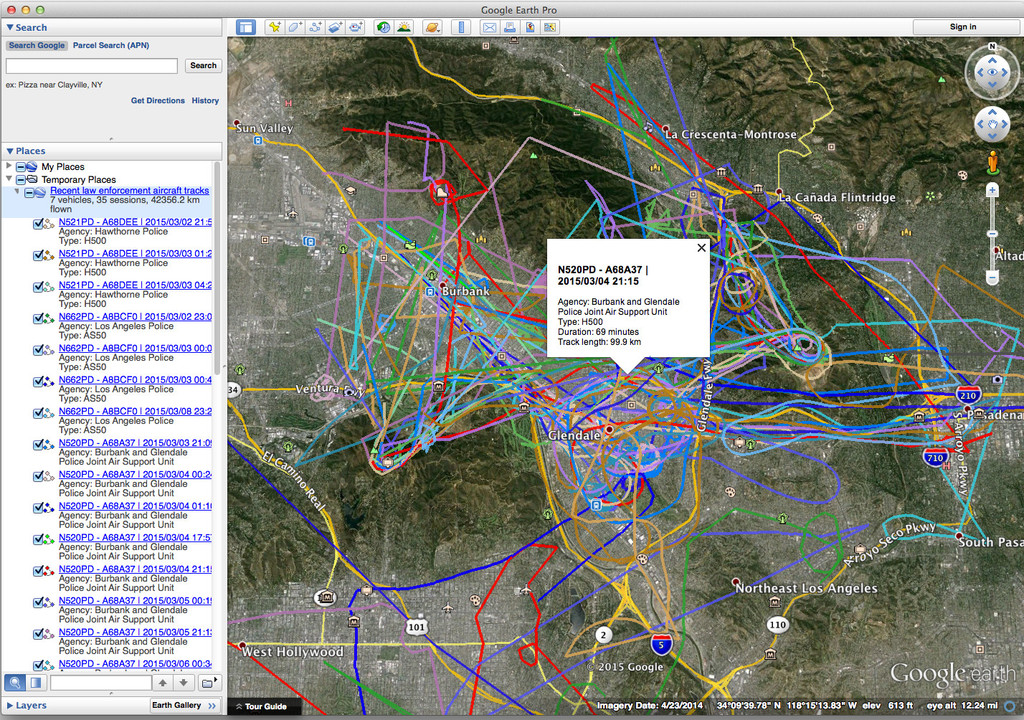 Google Earth Pro
Search
Search Google Parcel Search (APN)
Search
ex: Pizza near Clayville, NY
Get Directions History
Places
My Places
Temporary Places
Recent law enforcement aircraft tracks
7 vehicles, 35 sessions, 42356.2 km
flown
N521PD - A68DEE | 2015/03/02 21:5
Agency: Hawthorne Police
Type: H500
N521PD - A68DEE | 2015/03/03 01:2
Agency: Hawthorne Police
Type: H500
N521PD - A68DEE | 2015/03/03 04:2
Agency: Hawthorne Police
Type: H500
N662PD - A8BCF0 | 2015/03/02 23:0
Agency: Los Angeles Police
Type: AS50
N662PD - A8BCF0 | 2015/03/03 00:0
Agency: Los Angeles Police
Type: AS50
N662PD - A8BCF0 | 2015/03/03 00:4
Agency: Los Angeles Police
Type: AS50
N662PD - A8BCF0 | 2015/03/08 23:2
Agency: Los Angeles Police
Type: AS50
N520PD - A68A37 | 2015/03/03 21:09
Agency: Burbank and Glendale
Police Joint Air Support Unit
N520PD - A68A37 | 2015/03/04 00:24
Agency: Burbank and Glendale
Police Joint Air Support Unit
N520PD - A68A37 | 2015/03/04 01:10
Agency: Burbank and Glendale
Police Joint Air Support Unit
N520PD - A68A37 | 2015/03/04 17:57
Agency: Burbank and Glendale
Police Joint Air Support Unit
N520PD - A68A37 | 2015/03/04 21:15
Agency: Burbank and Glendale
Police Joint Air Support Unit
N520PD - A68A37 | 2015/03/05 00:19
Agency: Burbank and Glendale
Police Joint Air Support Unit
N520PD - A68A37 | 2015/03/05 21:13
Agency: Burbank and Glendale
Police Joint Air Support Unit
N520PD - A68A37 | 2015/03/06 00:34
Layers
Earth Gallery
Sign in
N
Sun Valley
La Crescenta-Montrose
La Cañada Flintridge
Altad
Burbank
N520PD - A68A37 |
2015/03/04 21:15
Agency: Burbank and Glendale
Police Joint Air Support Unit
Type: H500
Duration: 69 minutes
Track length: 99.9 km
34
Ventura Fwy
Glendale Fwy
210
Pasadena
Glendale
710
S Arroyo Pkwy
El Camino Real
Arroyo Seco Pkwy
South Pasa
Northeast Los Angeles
101
110
2
5
West Hollywood
© 2015 Google
Google earth
Tour Guide
Imagery Date: 4/23/2014 34°09'39.78" N 118°15'13.83" W elev 613 ft eye alt 12.24 mi